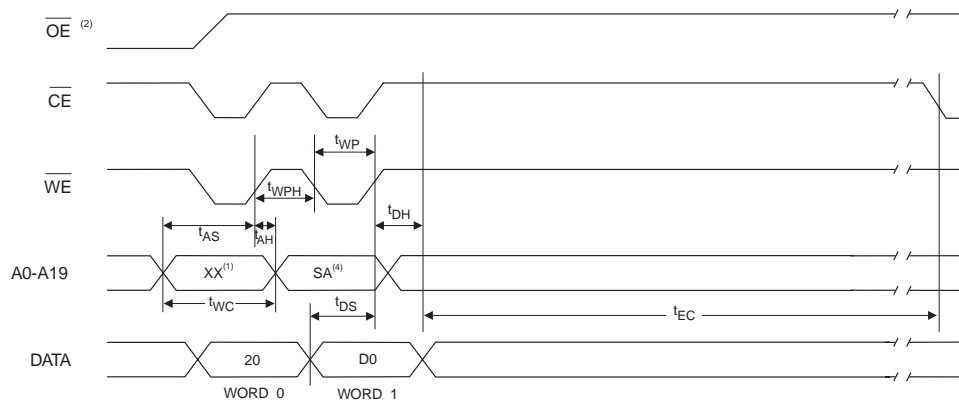 OE (2)
CE
tWP
WE
tWPH
tDH
tAS
tAH
A0-A19
XX(1)
SA(4)
tWC
tDS
tEC
DATA
20
D0
WORD 0
WORD 1